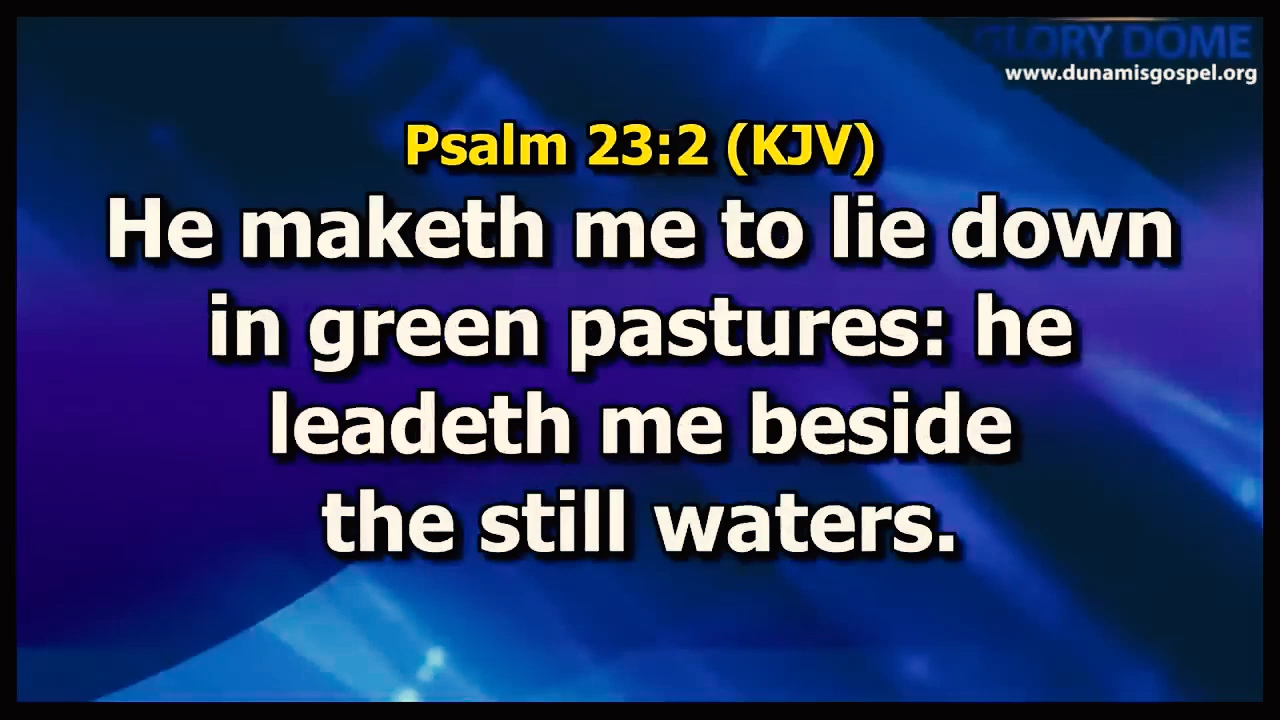 GLORY DOME
www.dunamisgospel.org
Psalm 23:2 (KJV)
He maketh me to lie down
in green pastures: he
leadeth me beside
the still waters.